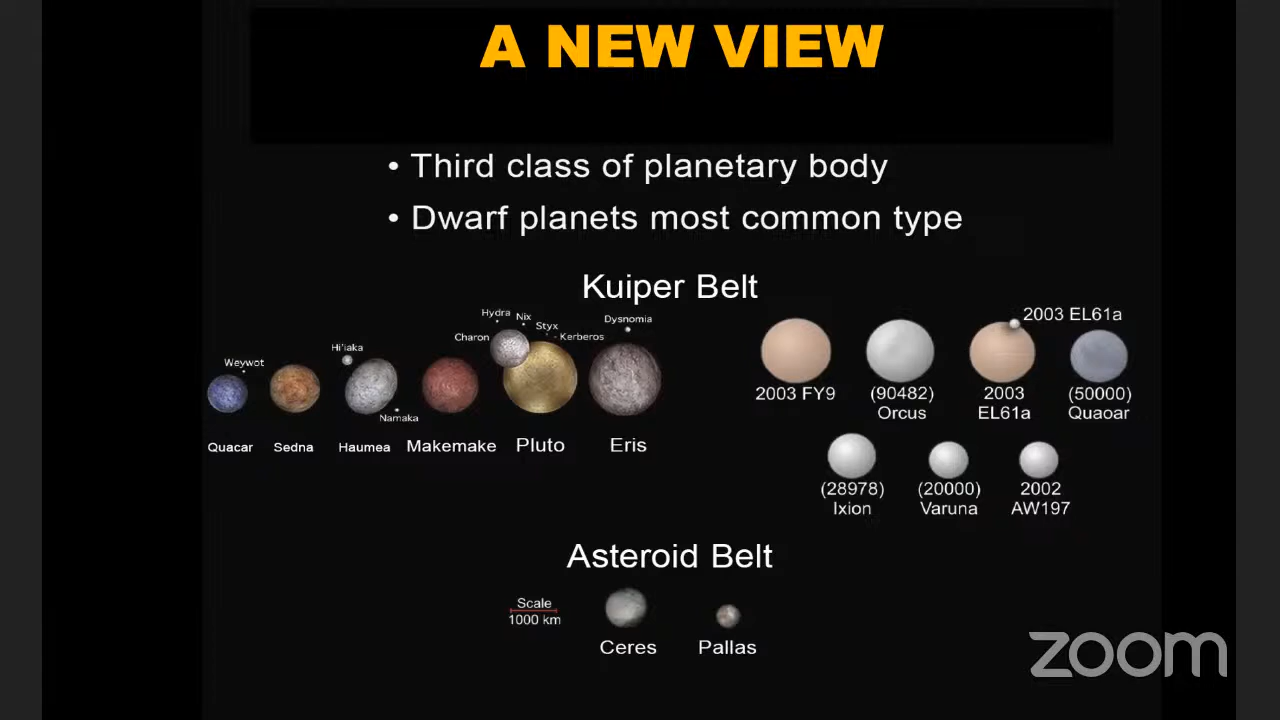 A NEW VIEW
• Third class of planetary body
• Dwarf planets most common type
Kuiper Belt
Weywot
Quacar
Sedna
Hi'iaka
Namaka
Haumea
Makemake
Hydra
Nix
Styx
Charon
Kerberos
Pluto
Dysnomia
Eris
2003 FY9
(90482)
Orcus
2003 EL61a
2003
EL61a
(50000)
Quaoar
(28978)
Ixion
(20000)
Varuna
2002
AW197
Asteroid Belt
Scale
1000 km
Ceres
Pallas
zoom